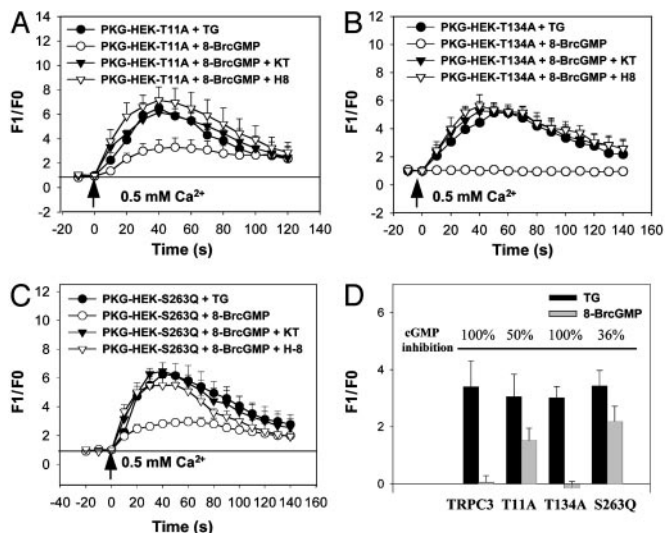 A
PKG-HEK-T11A + TG
PKG-HEK-T11A + 8-BrcGMP
PKG-HEK-T11A + 8-BrcGMP + KT
PKG-HEK-T11A + 8-BrcGMP + H8
F1/F0
12
10
8
6
4
2
0
-2
0.5 mM Ca2+
-20 0 20 40 60 80 100 120 140
Time (s)
B
PKG-HEK-T134A + TG
PKG-HEK-T134A + 8-BrcGMP
PKG-HEK-T134A + 8-BrcGMP + KT
PKG-HEK-T134A + 8-BrcGMP + H8
F1/F0
12
10
8
6
4
2
0
-2
0.5 mM Ca2+
-20 0 20 40 60 80 100 120 140 160
Time (s)
C
PKG-HEK-S263Q + TG
PKG-HEK-S263Q + 8-BrcGMP
PKG-HEK-S263Q + 8-BrcGMP + KT
PKG-HEK-S263Q + 8-BrcGMP + H-8
F1/F0
12
10
8
6
4
2
0
0.5 mM Ca2+
-20 0 20 40 60 80 100 120 140 160
Time (s)
D
TG
8-BrcGMP
cGMP
inhibition
100% 50% 100% 36%
F1/F0
6
3
0
TRPC3 T11A T134A S263Q